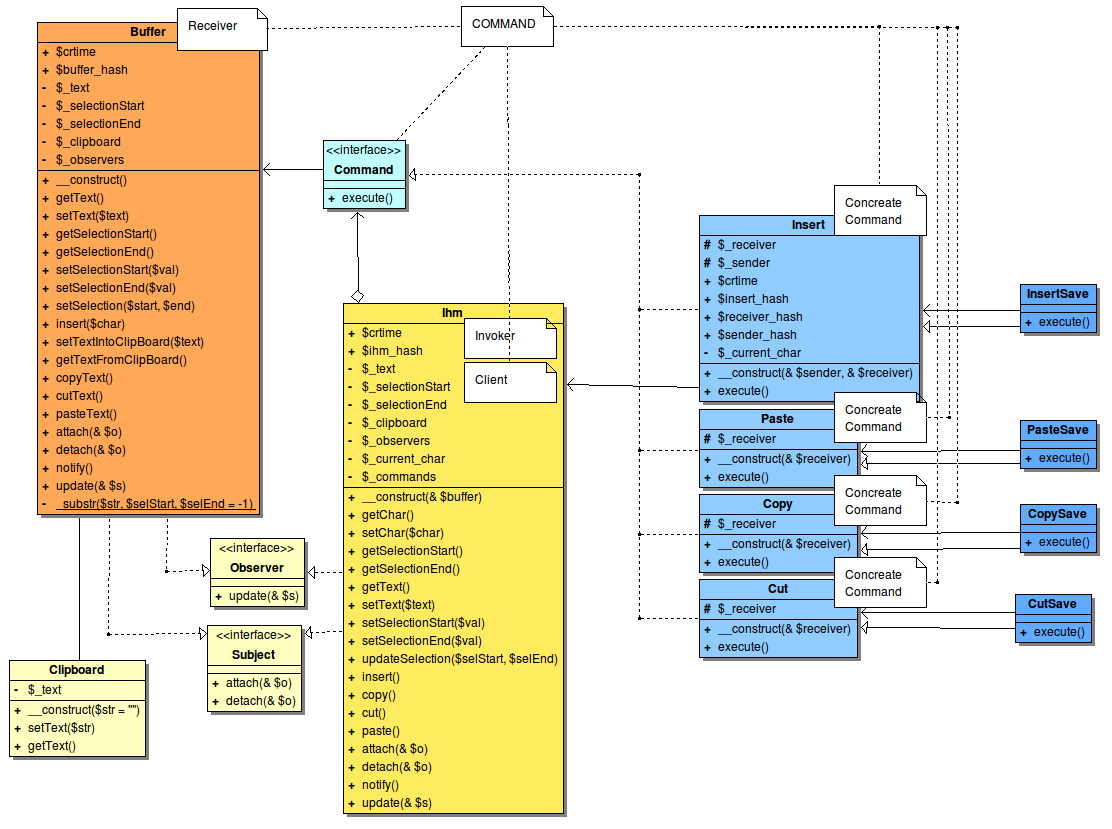 Buffer
Receiver
+ $crtime
+ $buffer_hash
- $_text
- $_selectionStart
- $_selectionEnd
- $_clipboard
- $_observers
+ __construct()
+ getText()
+ setText($text)
+ getSelectionStart()
+ getSelectionEnd()
+ setSelectionStart($val)
+ setSelectionEnd($val)
+ setSelection($start, $end)
+ insert($char)
+ setTextIntoClipBoard($text)
+ getTextFromClipBoard()
+ copyText()
+ cutText()
+ pasteText()
+ attach(& $o)
+ detach(& $o)
+ notify()
+ update(& $s)
- _substr($str, $selStart, $selEnd = -1)
COMMAND
<<interface>>
Command
+ execute()
Ihm
Invoker
Client
+ $crtime
+ $ihm_hash
- $_text
- $_selectionStart
- $_selectionEnd
- $_clipboard
- $_observers
- $_current_char
- $_commands
+ __construct(& $buffer)
+ getChar()
+ setChar($char)
+ getSelectionStart()
+ getSelectionEnd()
+ getText()
+ setText($text)
+ setSelectionStart($val)
+ setSelectionEnd($val)
+ updateSelection($selStart, $selEnd)
+ insert()
+ copy()
+ cut()
+ paste()
+ attach(& $o)
+ detach(& $o)
+ notify()
+ update(& $s)
<<interface>>
Observer
+ update(& $s)
<<interface>>
Subject
+ attach(& $o)
+ detach(& $o)
Clipboard
- $_text
+ __construct($str = "")
+ setText($str)
+ getText()
Concreate
Command
Insert
# $_receiver
# $_sender
+ $crtime
+ $insert_hash
+ $receiver_hash
+ $sender_hash
- $_current_char
+ __construct(& $sender, & $receiver)
+ execute()
InsertSave
+ execute()
Concreate
Command
Paste
# $_receiver
+ __construct(& $receiver)
+ execute()
PasteSave
+ execute()
Concreate
Command
Copy
# $_receiver
+ __construct(& $receiver)
+ execute()
CopySave
+ execute()
Concreate
Command
Cut
# $_receiver
+ __construct(& $receiver)
+ execute()
CutSave
+ execute()